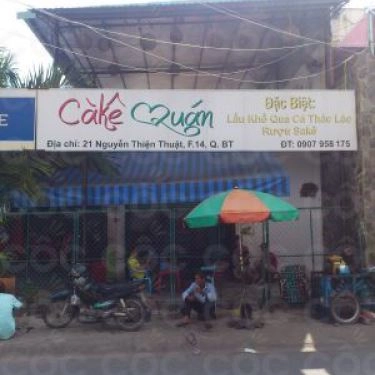 E
CàKê Quán
Đặc Biệt:
Lẩu Khổ Qua Cá Thác Lác
Rượu Sakê
Địa chỉ: 21 Nguyễn Thiện Thuật, F.14, Q. BT
ĐT: 0907 958 175